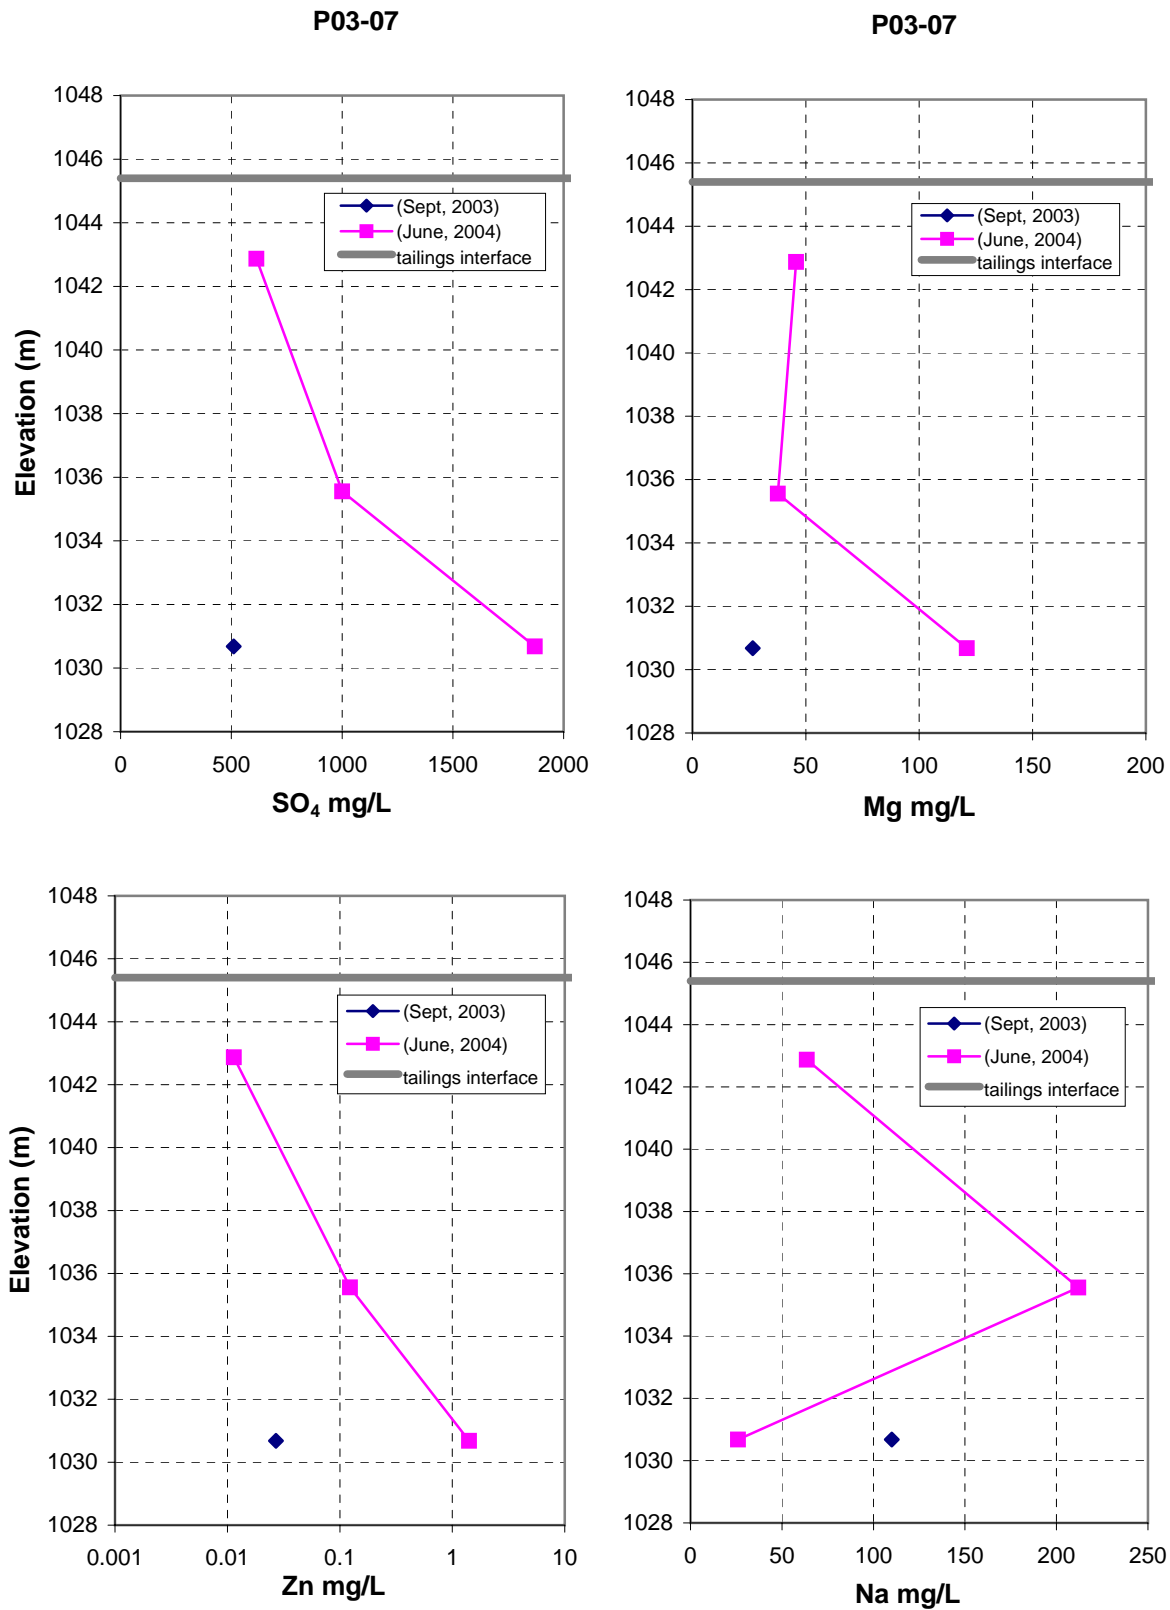 P03-07
P03-07
1048
1046
1044
1042
1040
1038
1036
1034
1032
1030
1028
Elevation (m)
(Sept, 2003)
(June, 2004)
tailings interface
0 500 1000 1500 2000
SO₄ mg/L
1048
1046
1044
1042
1040
1038
1036
1034
1032
1030
1028
(Sept, 2003)
(June, 2004)
tailings interface
0 50 100 150 200
Mg mg/L
1048
1046
1044
1042
1040
1038
1036
1034
1032
1030
1028
Elevation (m)
(Sept, 2003)
(June, 2004)
tailings interface
0.001 0.01 0.1 1 10
Zn mg/L
1048
1046
1044
1042
1040
1038
1036
1034
1032
1030
1028
(Sept, 2003)
(June, 2004)
tailings interface
0 50 100 150 200 250
Na mg/L